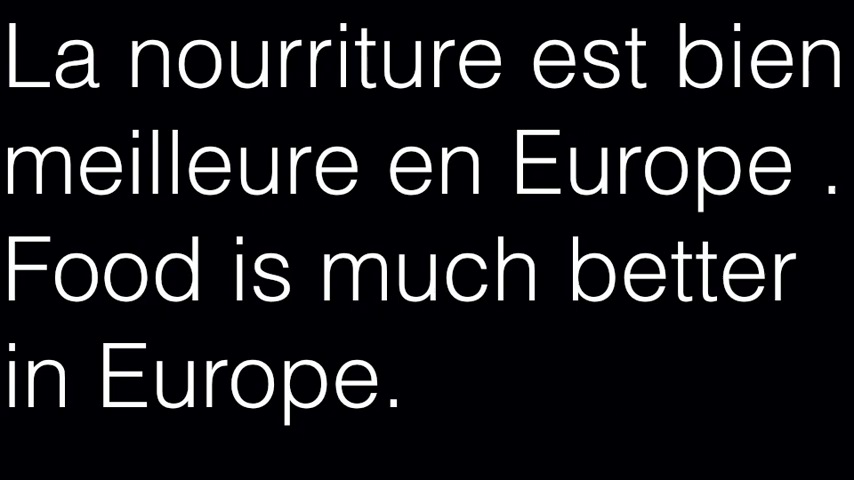 La nourriture est bien
meilleure en Europe .
Food is much better
in Europe.